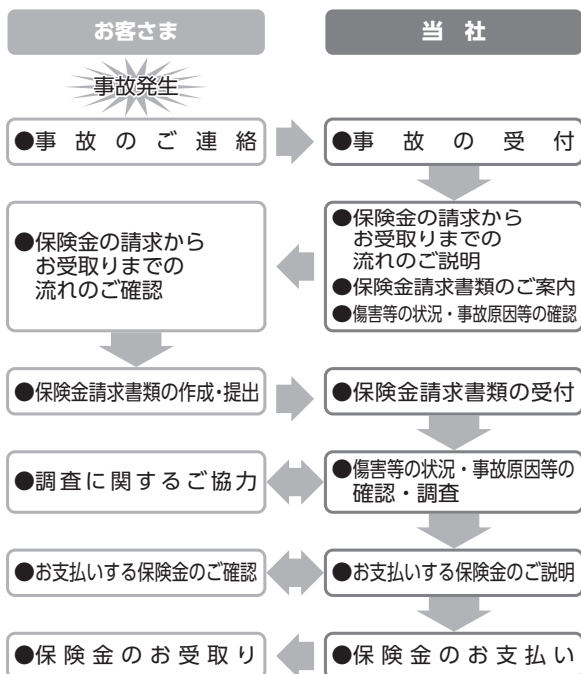 お客さま
当社
事故発生
●事故のご連絡
●事故の受付
●保険金の請求から
お受取りまでの
流れのご説明
●保険金請求書類のご案内
●傷害等の状況・事故原因等の確認
●保険金の請求から
お受取りまでの
流れのご確認
●保険金請求書類の作成・提出
●保険金請求書類の受付
●調査に関するご協力
●傷害等の状況・事故原因等の
確認・調査
●お支払いする保険金のご確認
●お支払いする保険金のご説明
●保険金のお受取り
●保険金のお支払い